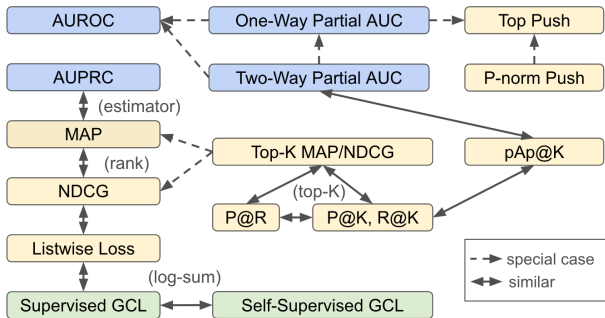 AUROC
One-Way Partial AUC
Top Push
AUPRC
Two-Way Partial AUC
P-norm Push
(estimator)
MAP
Top-K MAP/NDCG
pAp@K
(rank)
NDCG
(top-K)
P@R
P@K, R@K
Listwise Loss
special case
(log-sum)
similar
Supervised GCL
Self-Supervised GCL